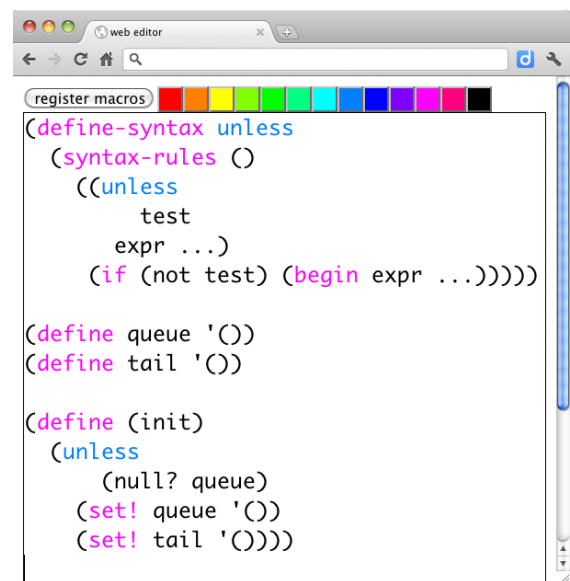 web editor
register macros
(define-syntax unless
  (syntax-rules ()
    ((unless
         test
       expr ...)
     (if (not test) (begin expr ...)))))

(define queue '())
(define tail '())

(define (init)
  (unless
      (null? queue)
    (set! queue '())
    (set! tail '())))